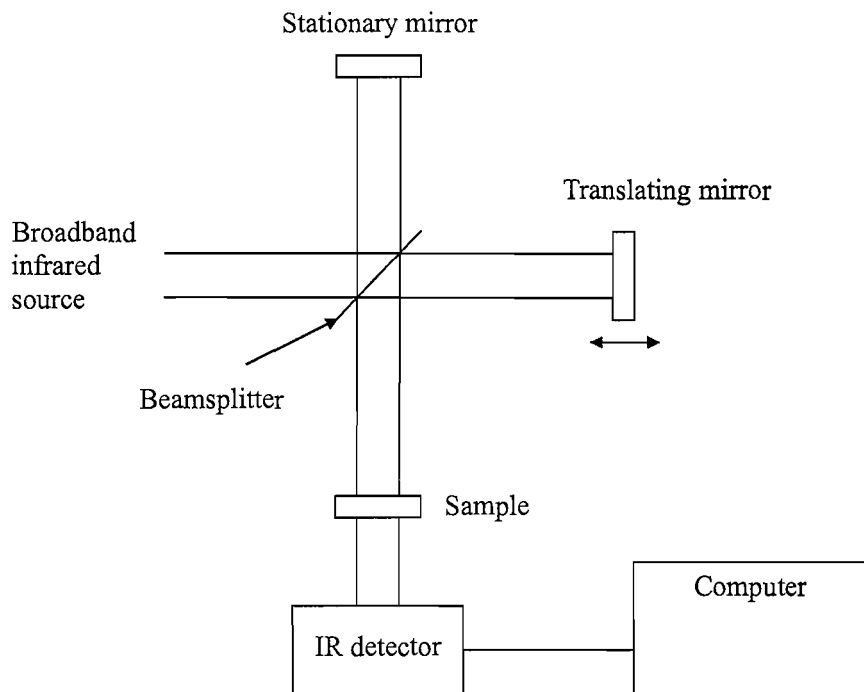 Stationary mirror
Translating mirror
Broadband
infrared
source
Beamsplitter
Sample
Computer
IR detector